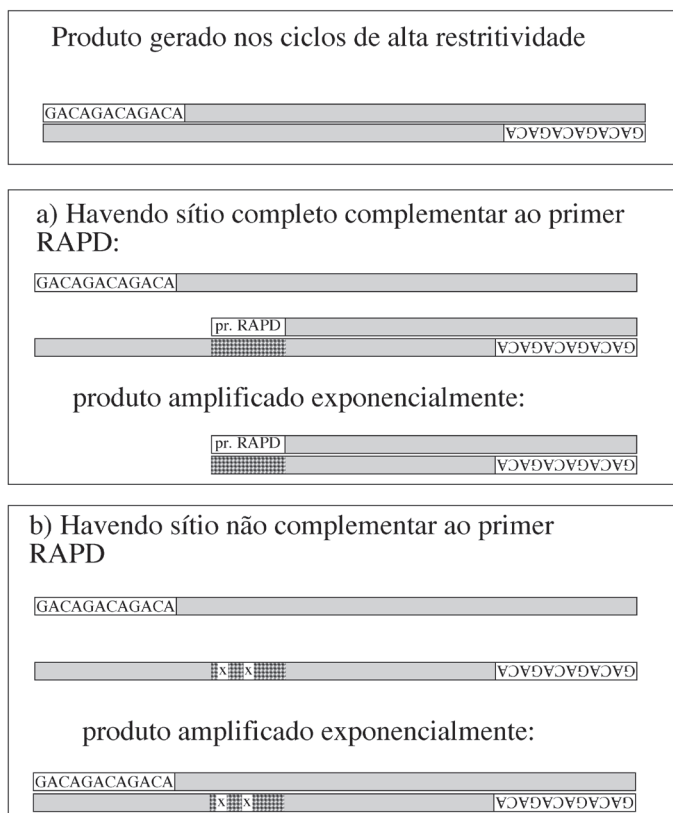 Produto gerado nos ciclos de alta restritividade
GACAGACAGACA
GACAGACAGACA
a) Havendo sítio completo complementar ao primer
RAPD:
GACAGACAGACA
pr. RAPD
GACAGACAGACA
produto amplificado exponencialmente:
pr. RAPD
GACAGACAGACA
b) Havendo sítio não complementar ao primer
RAPD
GACAGACAGACA
x x
GACAGACAGACA
produto amplificado exponencialmente:
GACAGACAGACA
x x
GACAGACAGACA